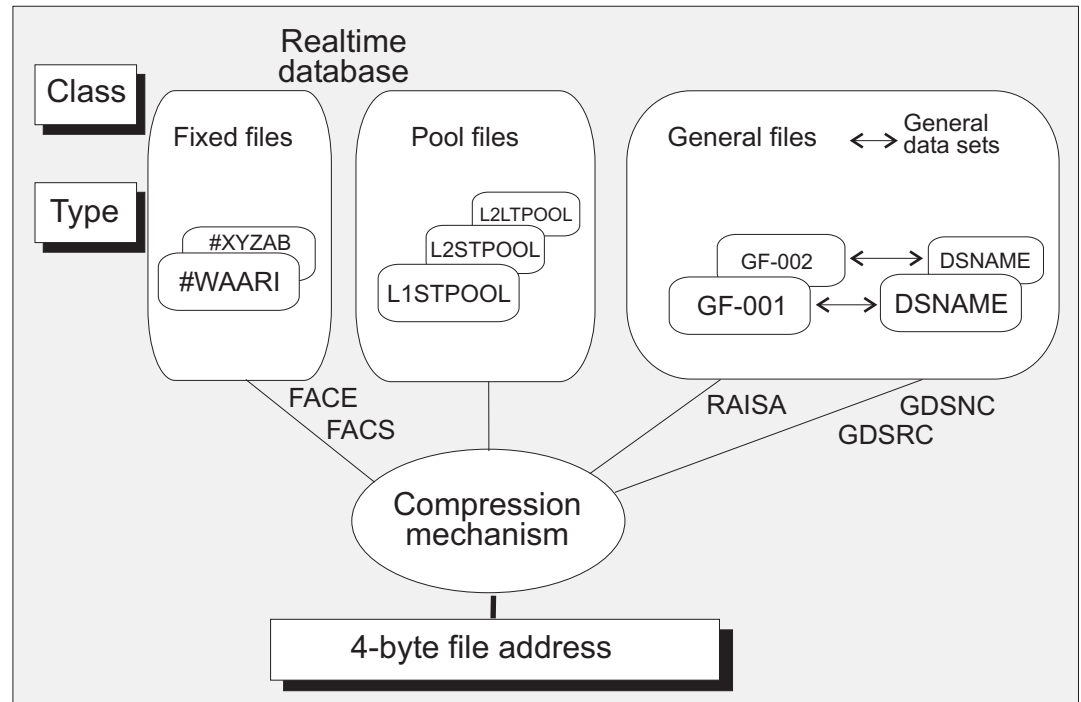 Realtime
database
Class
Fixed files
Pool files
General files
General
data sets
Type
#XYZAB
#WAARI
L2LTPOOL
L2STPOOL
L1STPOOL
GF-002
DSNAME
GF-001
DSNAME
FACE
FACS
RAISA
GDSNC
GDSRC
Compression
mechanism
4-byte file address